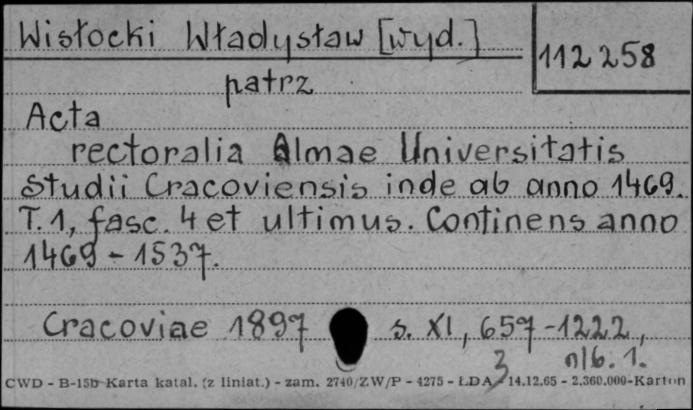 Wisłocki Władysław [wyd.]
112258
patrz
Acta
rectoralia Almae Universitatis
Studii Cracoviensis inde ab anno 1469.
T. 1, fasc. 4 et ultimus. Continens anno
1469 - 1537.
Cracoviae 1897 s. XI, 657-1222,
3 nlb. 1.
CWD - B-15b Karta katal. (z liniat.) - zam. 2740/ZW/P - 4275 - ŁDA 14.12.65 - 2.360.000-Karton